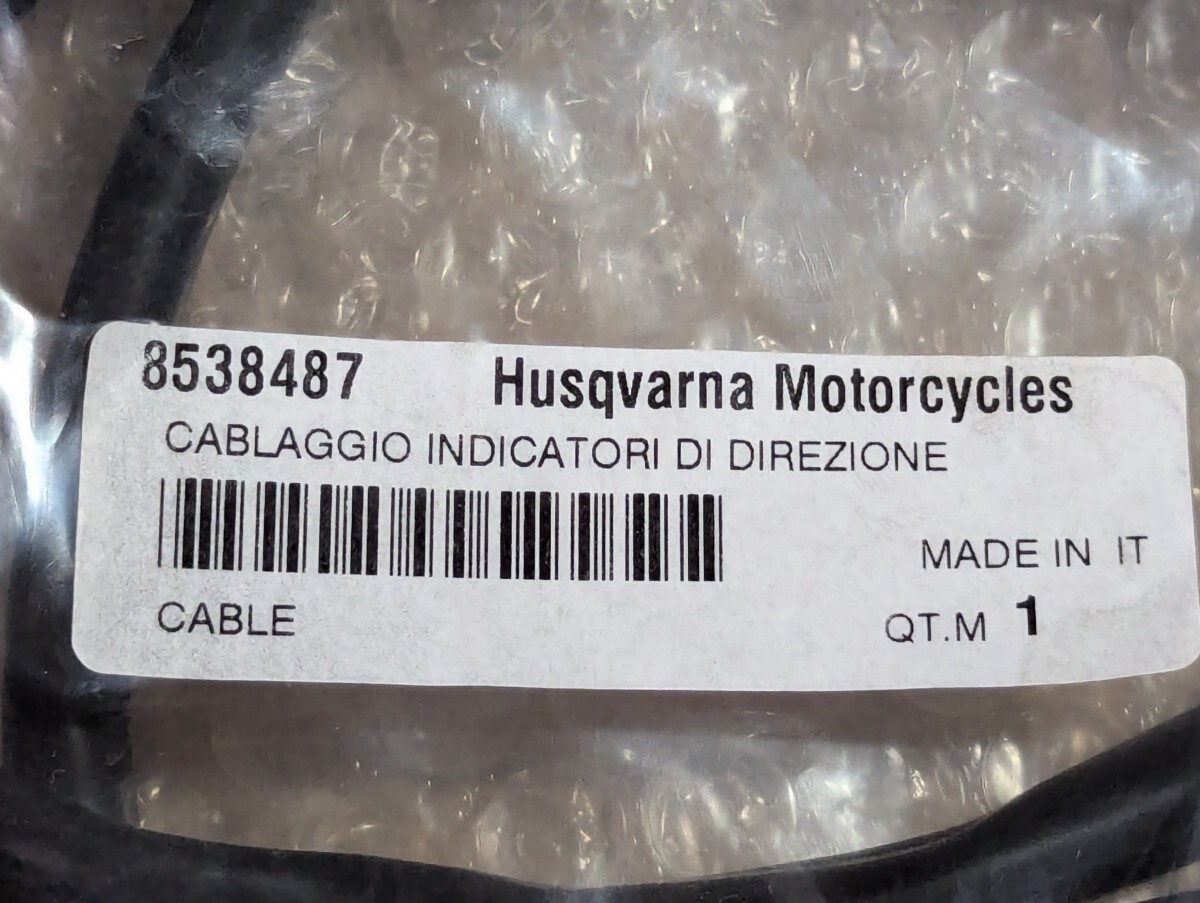 8538487 Husqvarna Motorcycles
CABLAGGIO INDICATORI DI DIREZIONE
MADE IN IT
CABLE
QT.M 1